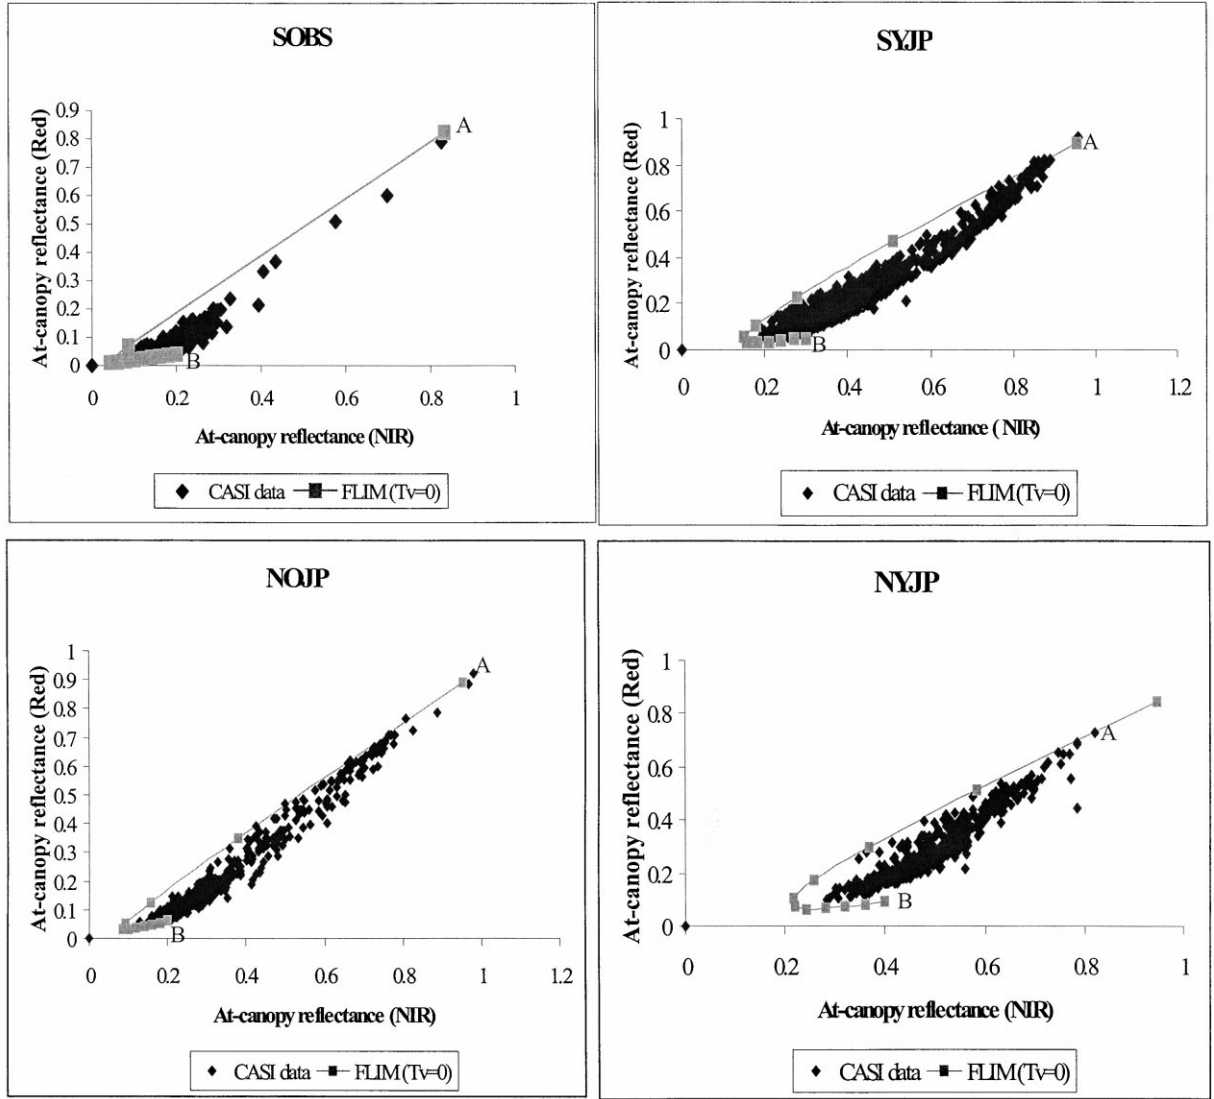 SOBS
At-canopy reflectance (Red)
0.9
0.8
0.7
0.6
0.5
0.4
0.3
0.2
0.1
0
A
B
0 0.2 0.4 0.6 0.8 1
At-canopy reflectance (NIR)
CASI data FLIM (Tv=0)
SYJP
At-canopy reflectance (Red)
1
0.8
0.6
0.4
0.2
0
A
B
0 0.2 0.4 0.6 0.8 1 1.2
At-canopy reflectance ( NIR)
CASI data FLIM (Tv=0)
NOJP
At-canopy reflectance (Red)
1
0.9
0.8
0.7
0.6
0.5
0.4
0.3
0.2
0.1
0
A
B
0 0.2 0.4 0.6 0.8 1 1.2
At-canopy reflectance (NIR)
CASI data FLIM (Tv=0)
NYJP
At-canopy reflectance (Red)
1
0.8
0.6
0.4
0.2
0
A
B
0 0.2 0.4 0.6 0.8 1
At-canopy reflectance (NIR)
CASI data FLIM (Tv=0)